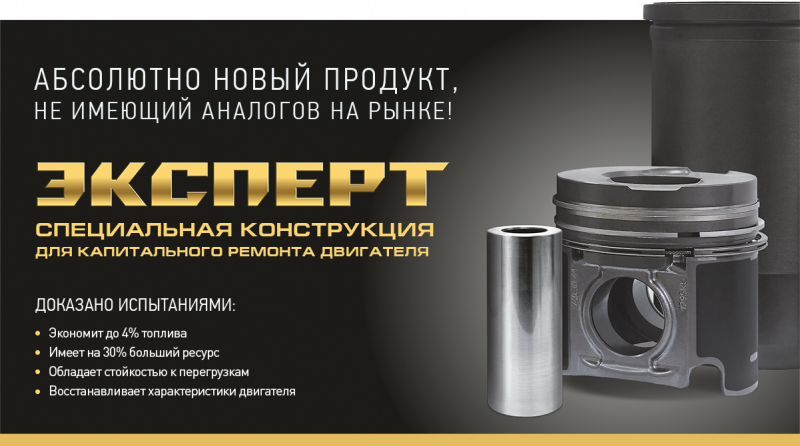 АБСОЛЮТНО НОВЫЙ ПРОДУКТ,
НЕ ИМЕЮЩИЙ АНАЛОГОВ НА РЫНКЕ!
ЭКСПЕРТ
СПЕЦИАЛЬНАЯ КОНСТРУКЦИЯ
ДЛЯ КАПИТАЛЬНОГО РЕМОНТА ДВИГАТЕЛЯ
ДОКАЗАНО ИСПЫТАНИЯМИ:
• Экономит до 4% топлива
• Имеет на 30% больший ресурс
• Обладает стойкостью к перегрузкам
• Восстанавливает характеристики двигателя